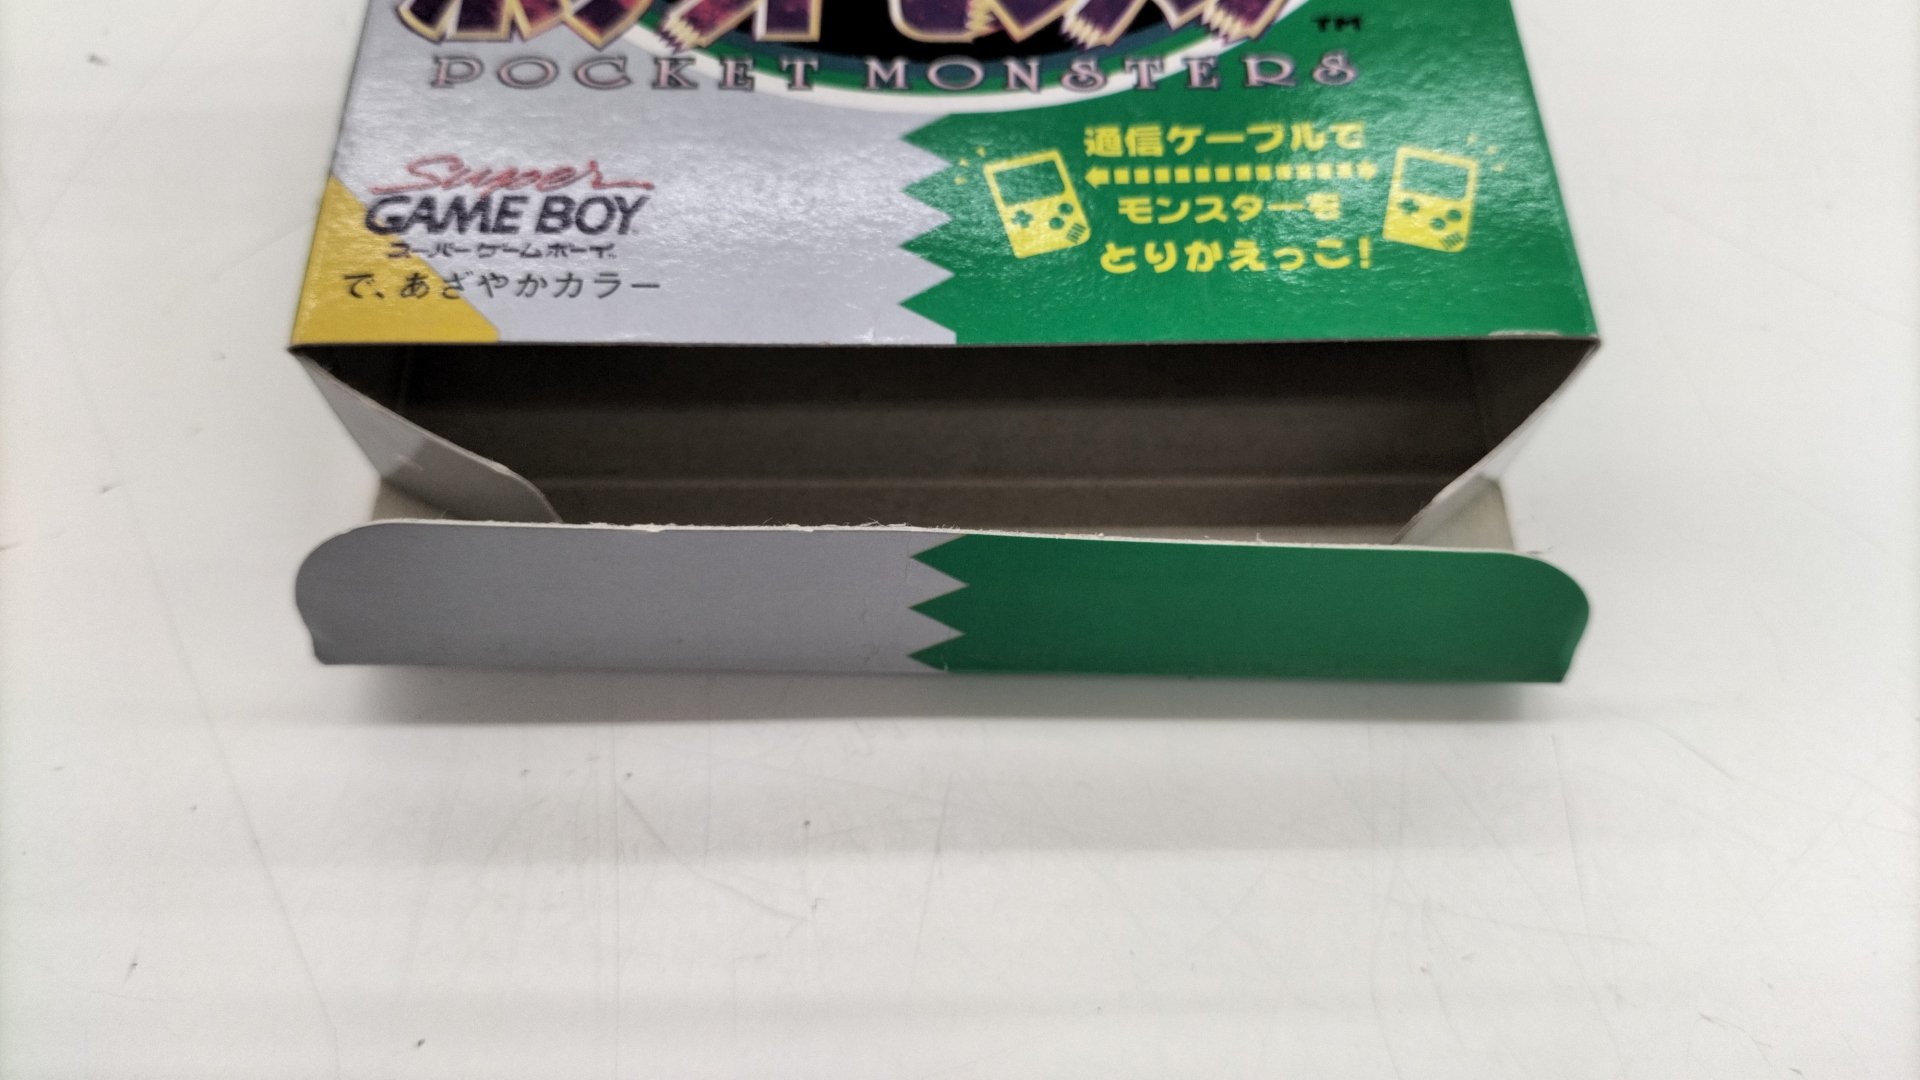 TM
POCKET MONSTERS
Super
GAME BOY
スーパーゲームボーイ
で、あざやかカラー
通信ケーブルで
モンスターを
とりかえっこ!